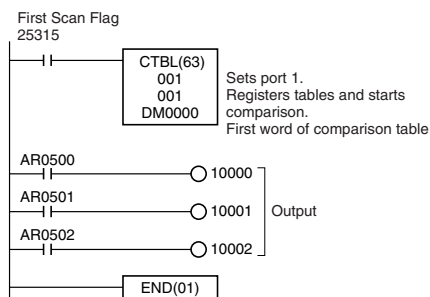 First Scan Flag
25315
CTBL(63)
001
001
DM0000
Sets port 1.
Registers tables and starts
comparison.
First word of comparison table
AR0500
10000
AR0501
10001
Output
AR0502
10002
END(01)